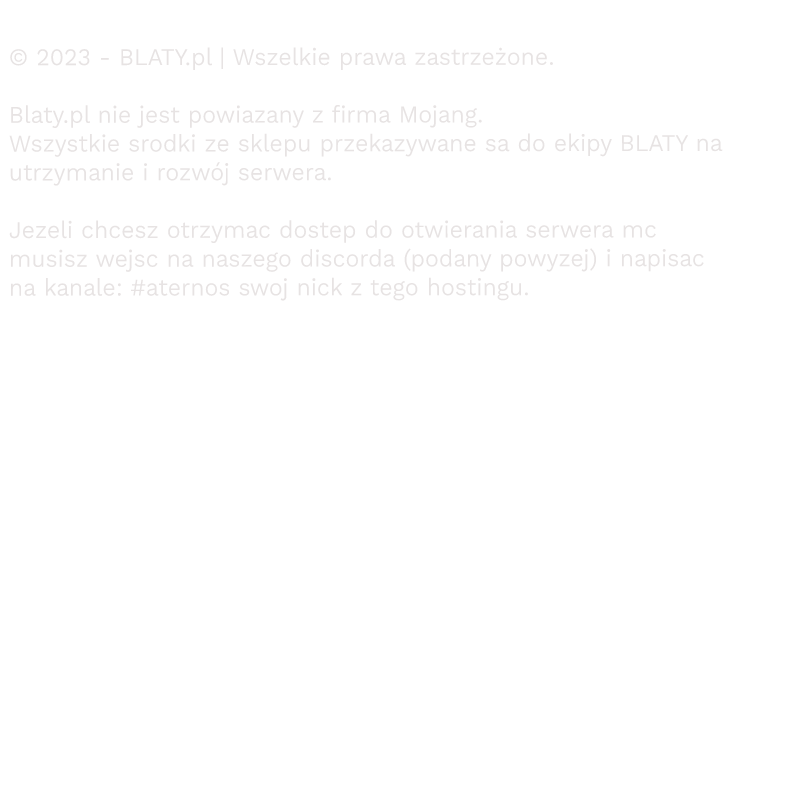 © 2023 - BLATY.pl | Wszelkie prawa zastrzeżone.
Blaty.pl nie jest powiazany z firma Mojang.
Wszystkie srodki ze sklepu przekazywane sa do ekipy BLATY na
utrzymanie i rozwój serwera.
Jezeli chcesz otrzymac dostep do otwierania serwera mc
musisz wejsc na naszego discorda (podany powyzej) i napisac
na kanale: #aternos swoj nick z tego hostingu.